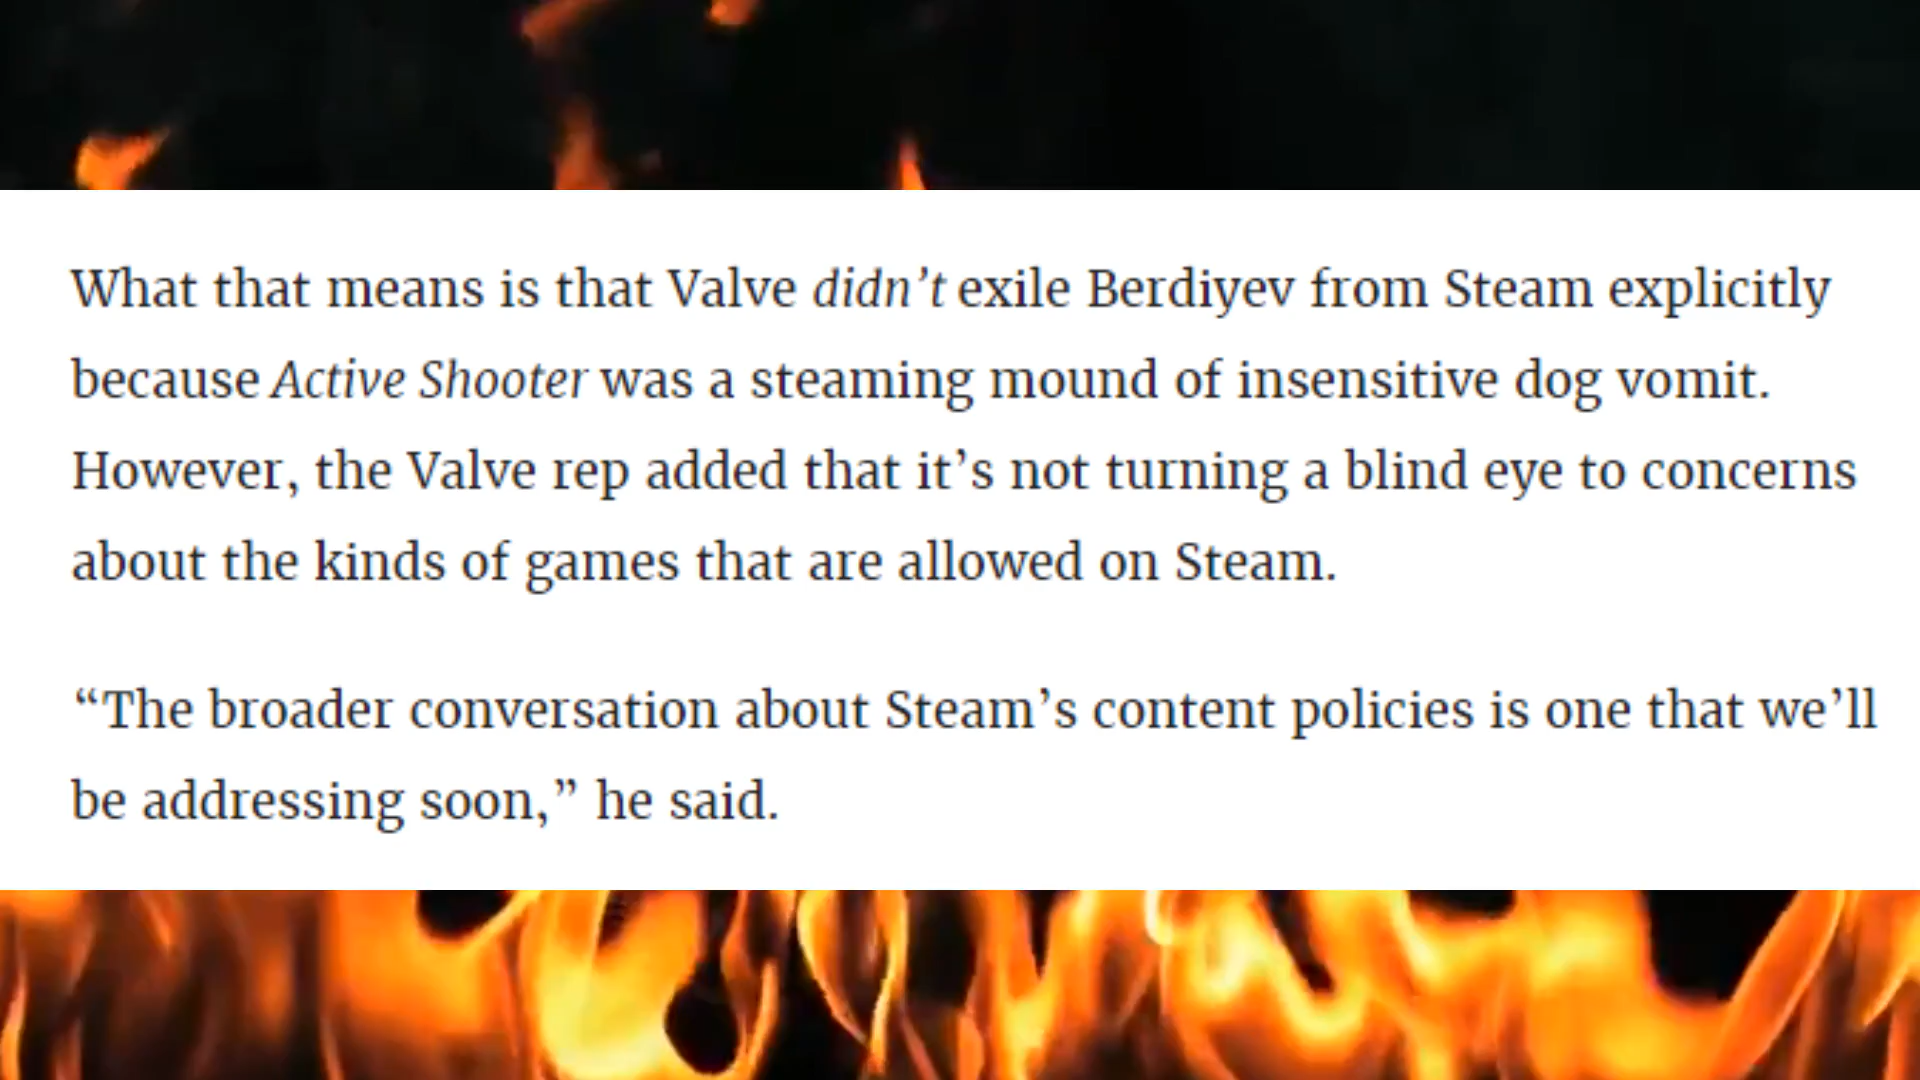 What that means is that Valve didn’t exile Berdiyev from Steam explicitly
because Active Shooter was a steaming mound of insensitive dog vomit.
However, the Valve rep added that it’s not turning a blind eye to concerns
about the kinds of games that are allowed on Steam.
“The broader conversation about Steam’s content policies is one that we’ll
be addressing soon,” he said.